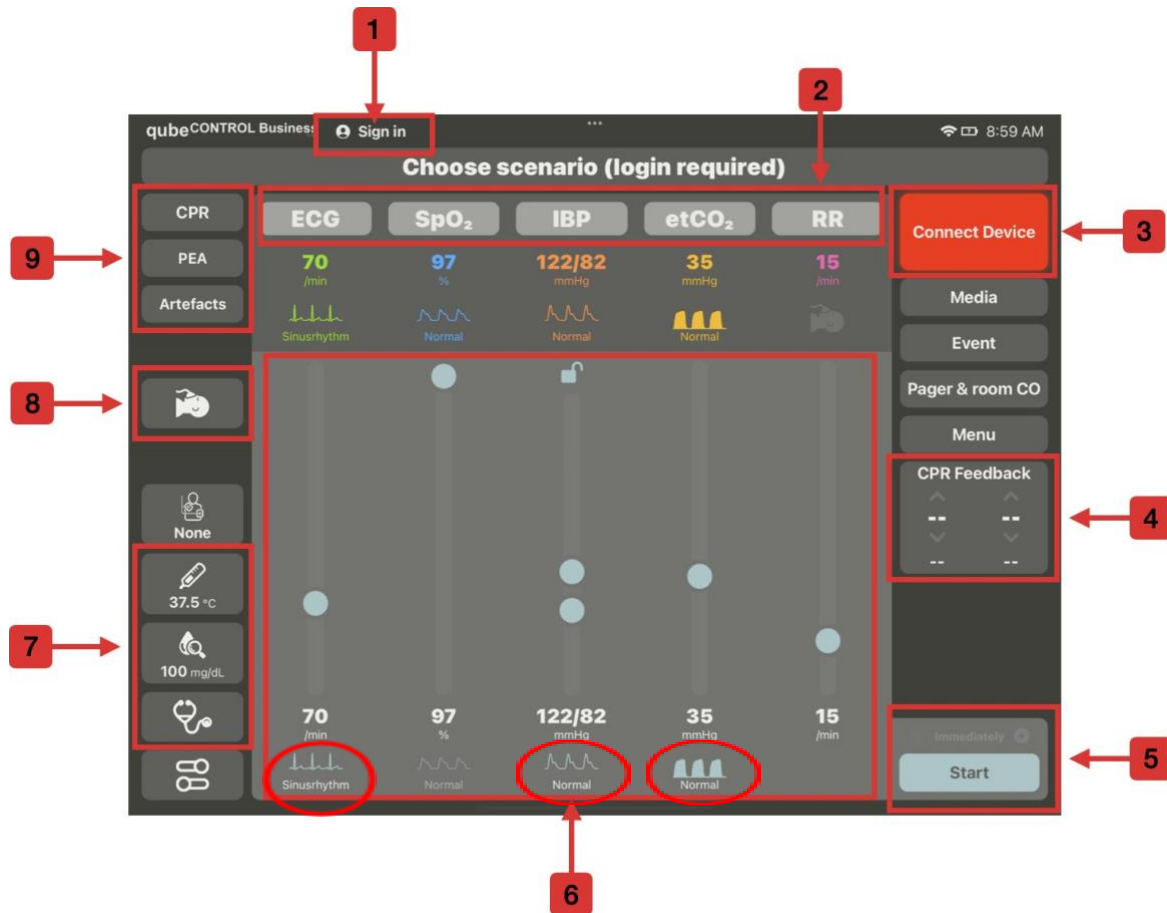 1
2
qubeCONTROL Business Sign in ... 8:59 AM
Choose scenario (login required)
CPR
PEA
Artefacts
9
ECG SpO₂ IBP etCO₂ RR
70 97 122/82 35 15
/min % mmHg mmHg /min
Sinusrhythm Normal Normal Normal
Connect Device
3
Media
Event
Pager & room CO
Menu
8
CPR Feedback
-- --
-- --
4
None
37.5 °C
100 mg/dL
7
70 97 122/82 35 15
/min % mmHg mmHg /min
Sinusrhythm Normal Normal Normal
Immediately
Start
5
6